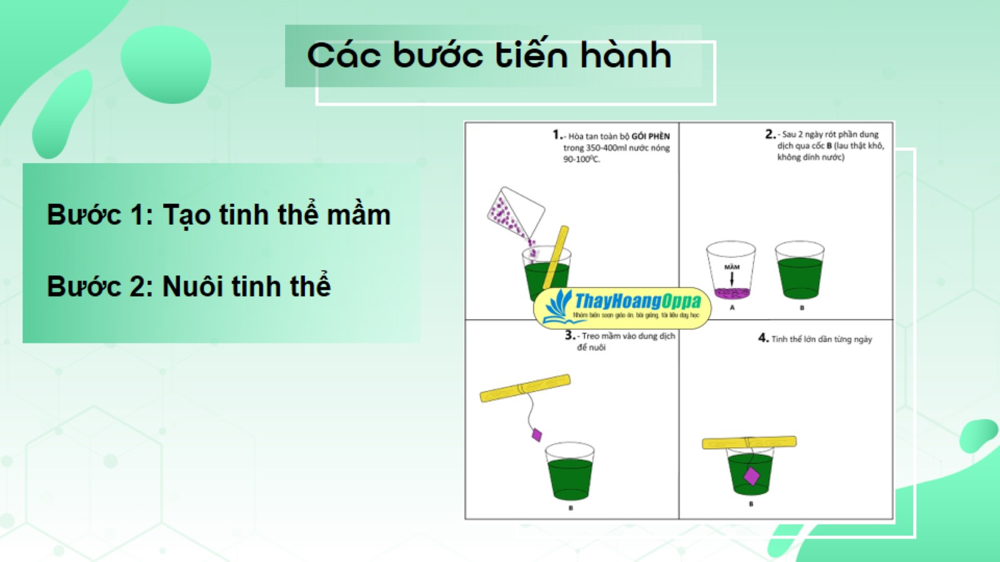 Các bước tiến hành
Bước 1: Tạo tinh thể mầm
Bước 2: Nuôi tinh thể
1.- Hòa tan toàn bộ GÓI PHÈN
trong 350-400ml nước nóng
90-100⁰C.
2.- Sau 2 ngày rót phần dung
dịch qua cốc B (lau thật khô,
không dính nước)
MẦM
A
B
ThayHoangOppa
Nhóm biên soạn giáo án, bài giảng, tài liệu dạy học
3.- Treo mầm vào dung dịch
để nuôi
B
4. Tinh thể lớn dần từng ngày
B